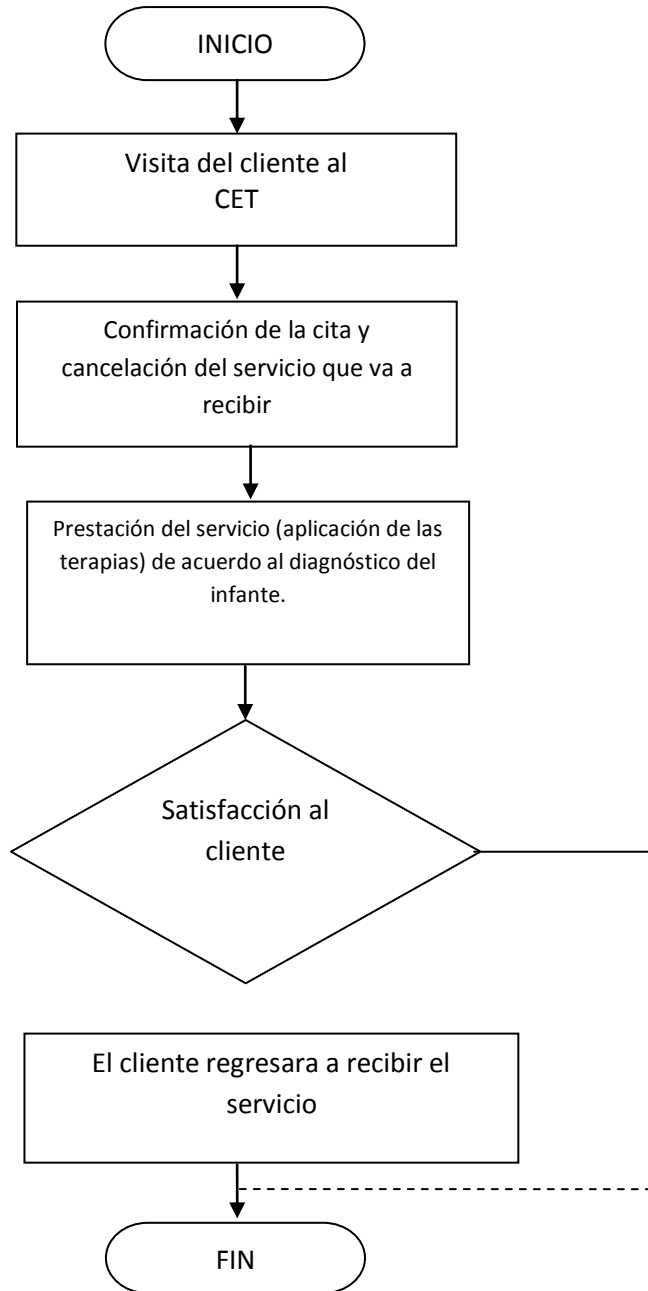 INICIO
Visita del cliente al
CET
Confirmación de la cita y
cancelación del servicio que va a
recibir
Prestación del servicio (aplicación de las
terapias) de acuerdo al diagnóstico del
infante.
Satisfacción al
cliente
El cliente regresara a recibir el
servicio
FIN